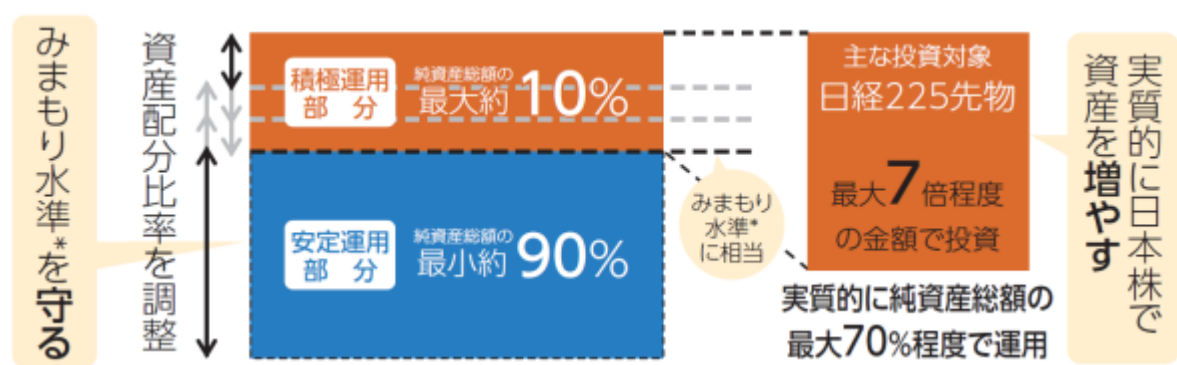 みまもり水準*を守る
資産配分比率を調整
積極運用
部 分
純資産総額の
最大約10%
安定運用
部 分
純資産総額の
最小約90%
みまもり
水準*
に相当
主な投資対象
日経225先物
最大7倍程度
の金額で投資
実質的に純資産総額の
最大70%程度で運用
実質的に日本株で
資産を増やす